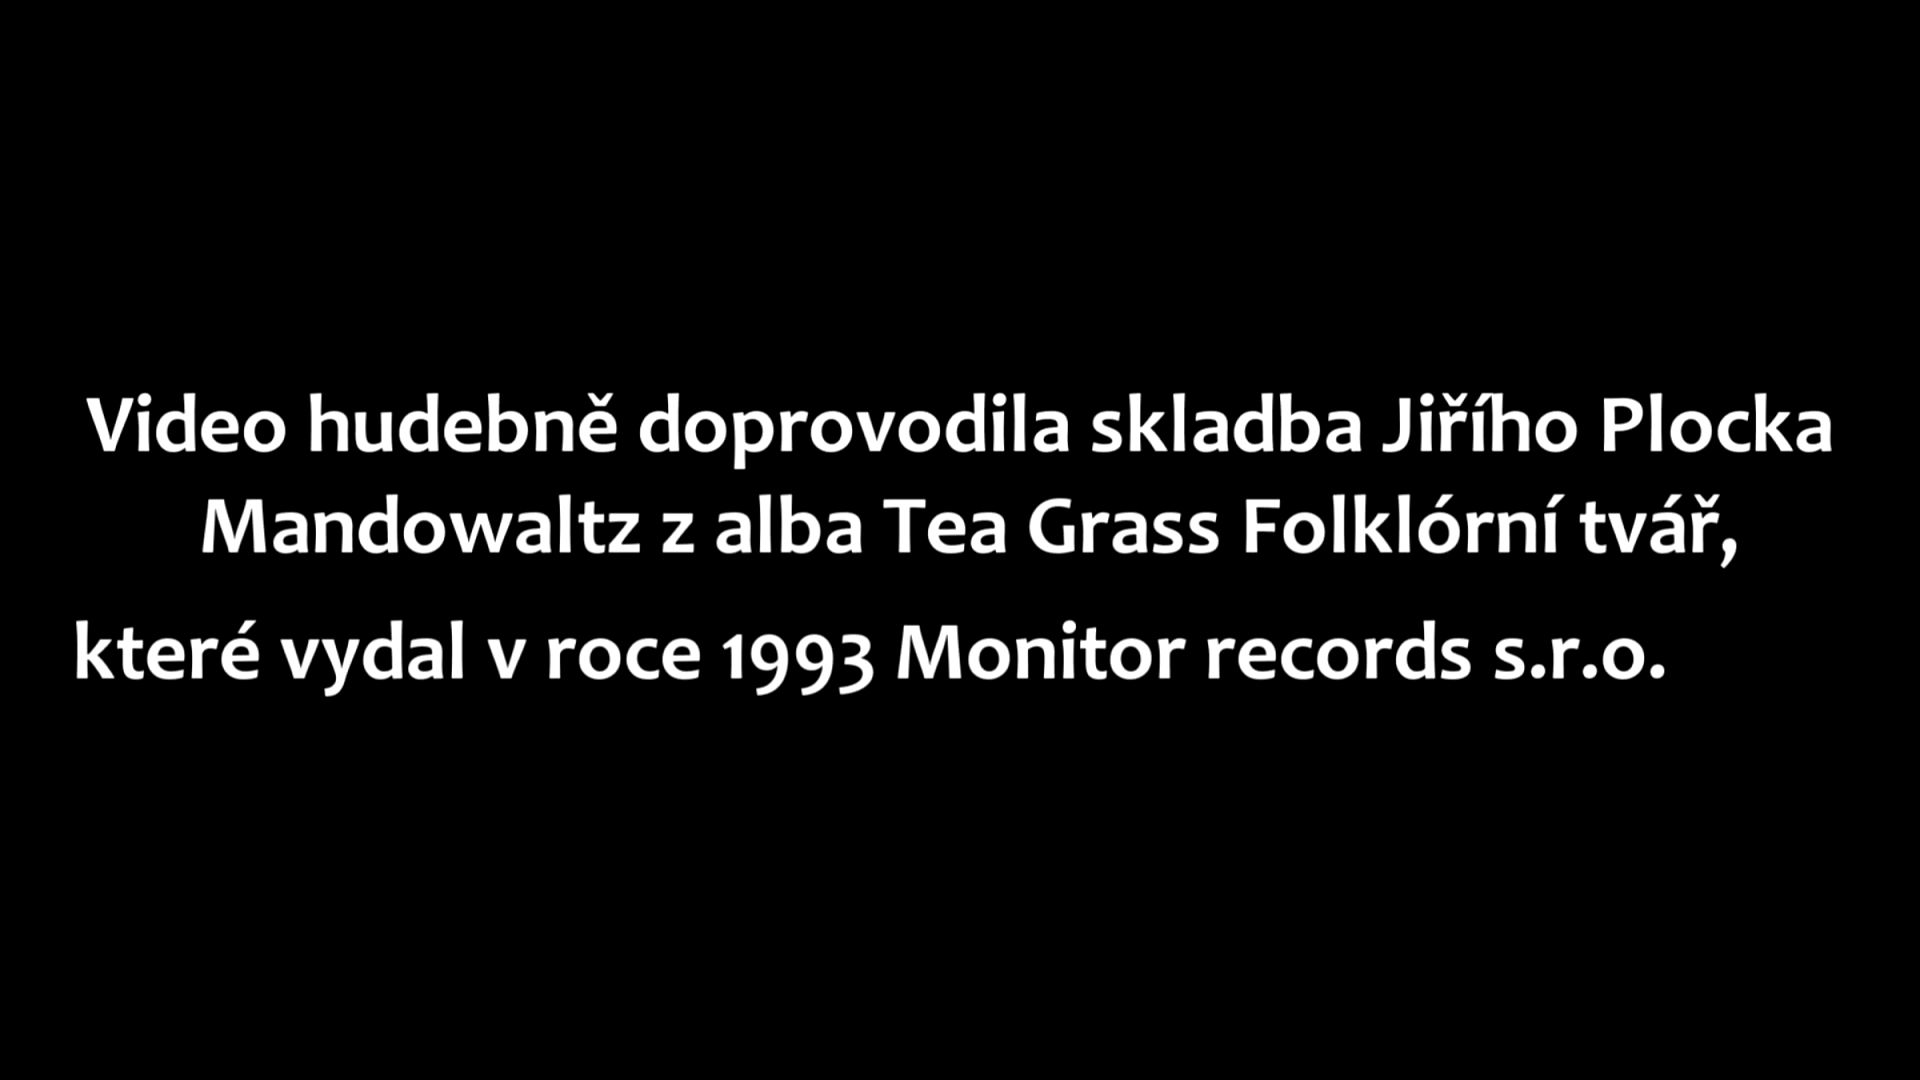 Video hudebně doprovodila skladba Jiřího Plocka
Mandowaltz z alba Tea Grass Folklórní tvář,
které vydal v roce 1993 Monitor records s.r.o.